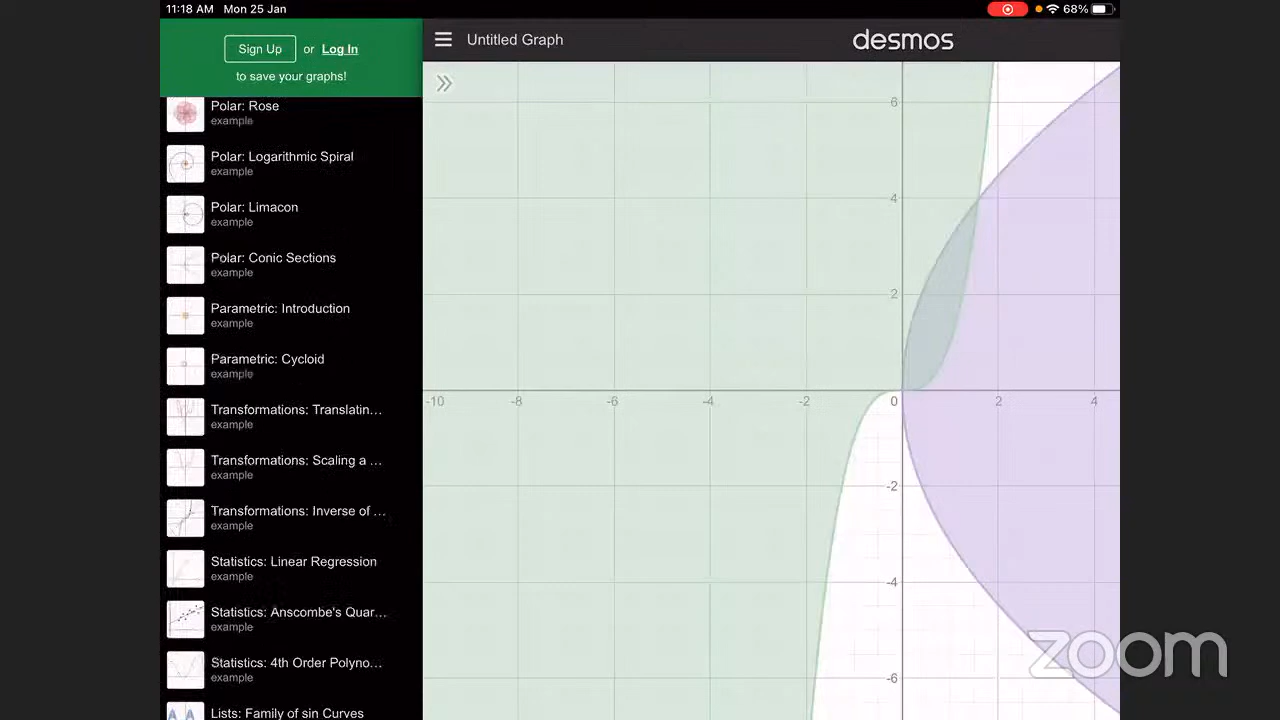 11:18 AM Mon 25 Jan
68%
Sign Up or Log In
to save your graphs!
Untitled Graph
desmos
Polar: Rose
example
Polar: Logarithmic Spiral
example
Polar: Limacon
example
Polar: Conic Sections
example
Parametric: Introduction
example
Parametric: Cycloid
example
Transformations: Translatin...
example
Transformations: Scaling a ...
example
Transformations: Inverse of ...
example
Statistics: Linear Regression
example
Statistics: Anscombe's Quar...
example
Statistics: 4th Order Polyno...
example
Lists: Family of sin Curves
6
4
2
-10 -8 -6 -4 -2 0 2 4
-2
-4
-6
zoom